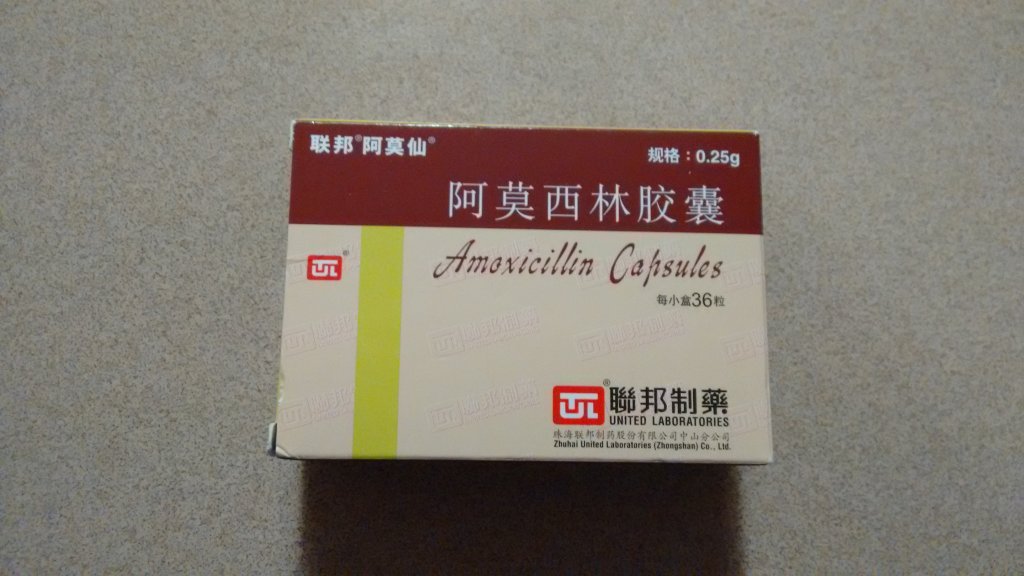 联邦®阿莫仙®
规格：0.25g
阿莫西林胶囊
Amoxicillin Capsules
每小盒36粒
®
®
聯邦制藥
UNITED LABORATORIES
珠海联邦制药股份有限公司中山分公司
Zhuhai United Laboratories (Zhongshan) Co., Ltd.